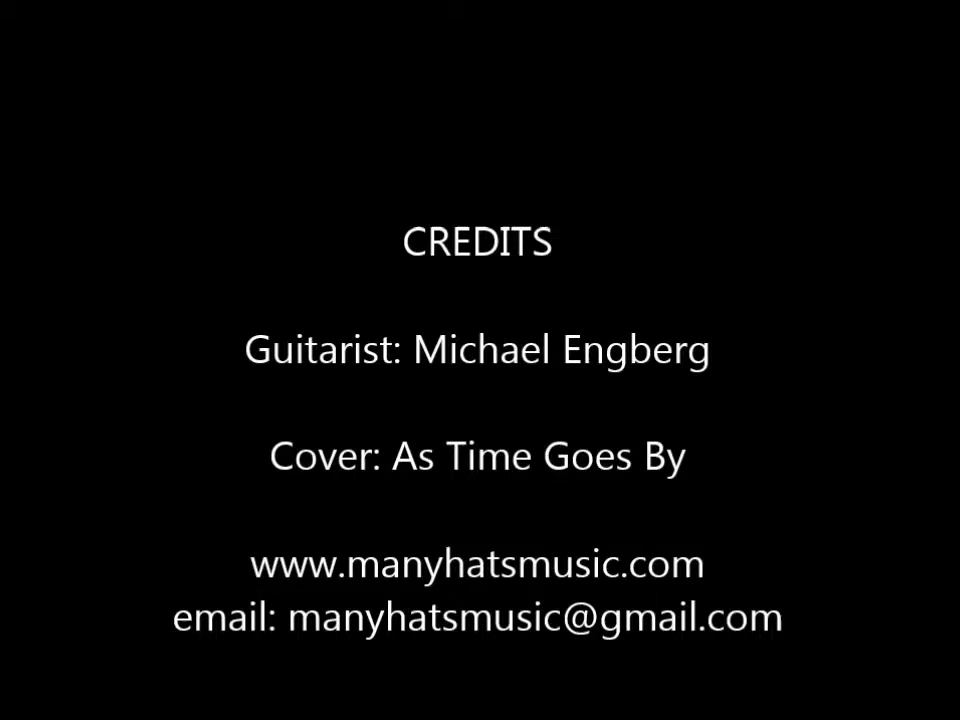 CREDITS
Guitarist: Michael Engberg
Cover: As Time Goes By
www.manyhatsmusic.com
email: manyhatsmusic@gmail.com